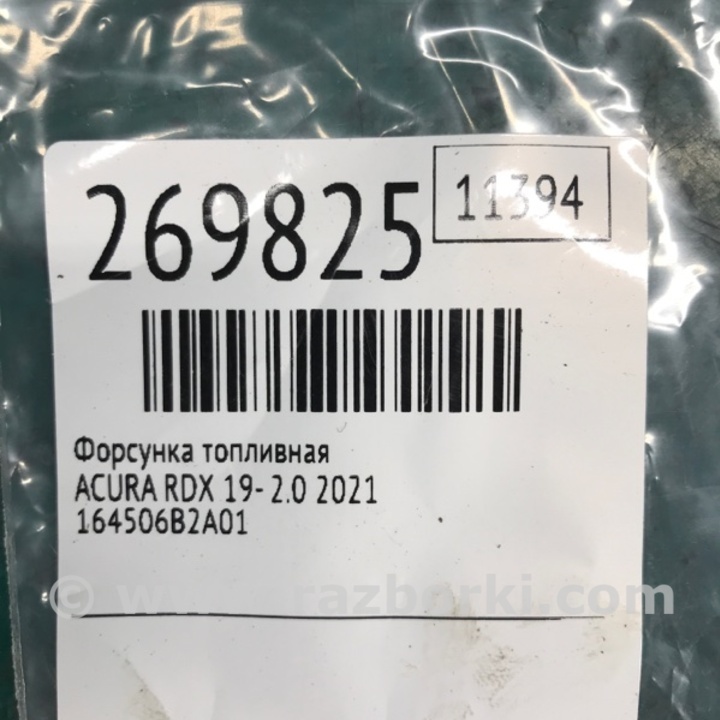 269825
11394
Форсунка топливная
ACURA RDX 19- 2.0 2021
164506B2A01